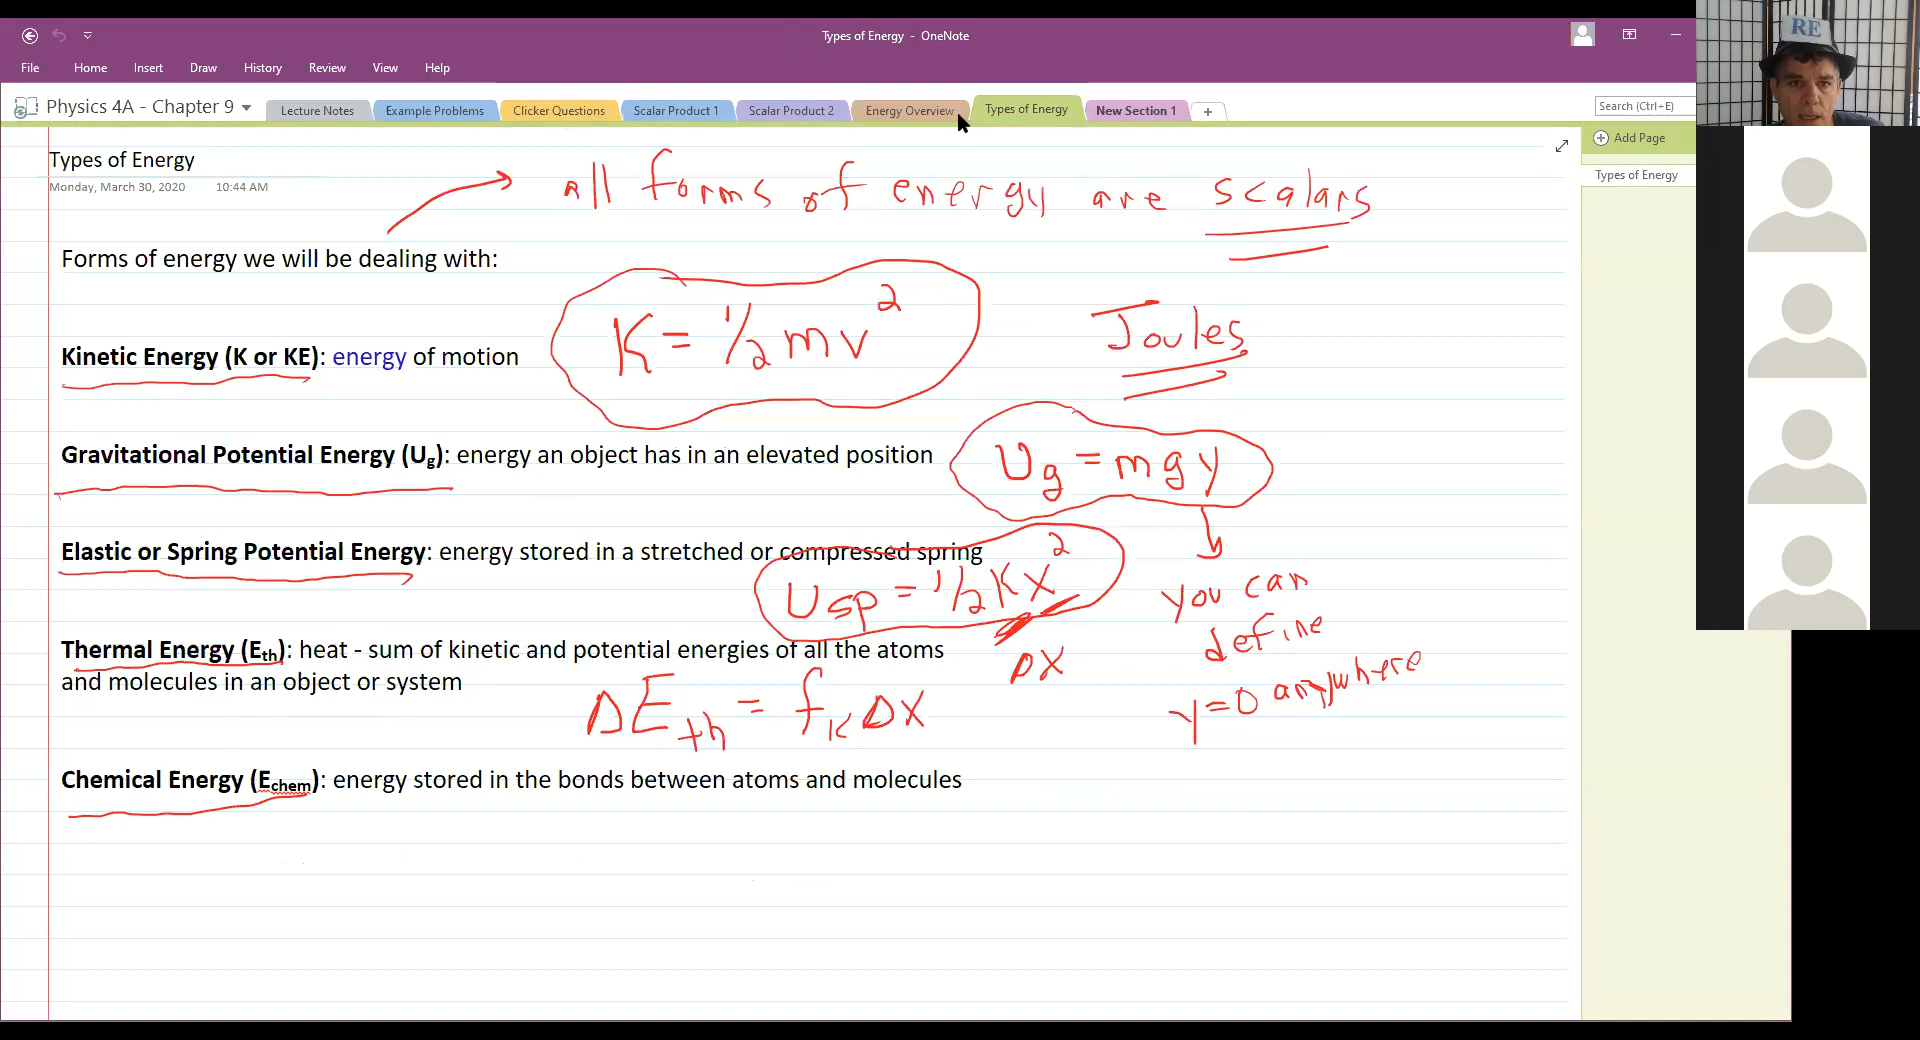 Types of Energy - OneNote
File Home Insert Draw History Review View Help
RE
Physics 4A - Chapter 9
Lecture Notes Example Problems Clicker Questions Scalar Product 1 Scalar Product 2 Energy Overview Types of Energy New Section 1 +
Search (Ctrl+E)
Add Page
Types of Energy
Types of Energy
Monday, March 30, 2020 10:44 AM
all forms of energy are scalars
Forms of energy we will be dealing with:
K = 1/2 mv²
Joules
Kinetic Energy (K or KE): energy of motion
Gravitational Potential Energy (Ug): energy an object has in an elevated position
Ug = mgy
Elastic or Spring Potential Energy: energy stored in a stretched or compressed spring
Usp = 1/2 Kx²
Δx
you can
define
y=0 anywhere
Thermal Energy (Eth): heat - sum of kinetic and potential energies of all the atoms
and molecules in an object or system
ΔEth = fk Δx
Chemical Energy (Echem): energy stored in the bonds between atoms and molecules